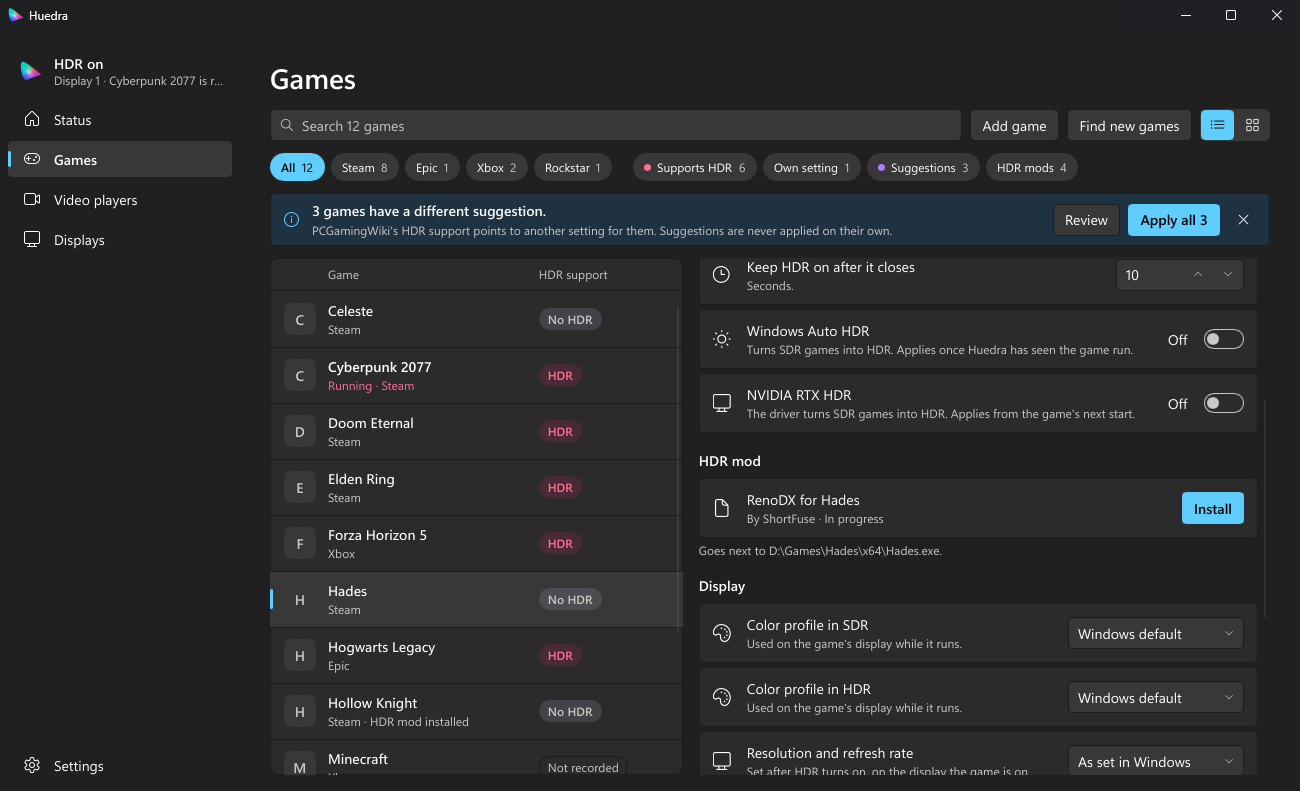 Huedra
HDR on
Display 1 · Cyberpunk 2077 is r...
Status
Games
Video players
Displays
Settings
Games
Search 12 games
Add game
Find new games
All 12
Steam 8
Epic 1
Xbox 2
Rockstar 1
Supports HDR 6
Own setting 1
Suggestions 3
HDR mods 4
3 games have a different suggestion.
PCGamingWiki's HDR support points to another setting for them. Suggestions are never applied on their own.
Review
Apply all 3
Game HDR support
C Celeste No HDR
Steam
C Cyberpunk 2077 HDR
Running · Steam
D Doom Eternal HDR
Steam
E Elden Ring HDR
Steam
F Forza Horizon 5 HDR
Xbox
H Hades No HDR
Steam
H Hogwarts Legacy HDR
Epic
H Hollow Knight No HDR
Steam · HDR mod installed
M Minecraft Not recorded
Keep HDR on after it closes 10
Seconds.
Windows Auto HDR Off
Turns SDR games into HDR. Applies once Huedra has seen the game run.
NVIDIA RTX HDR Off
The driver turns SDR games into HDR. Applies from the game's next start.
HDR mod
RenoDX for Hades Install
By ShortFuse · In progress
Goes next to D:\Games\Hades\x64\Hades.exe.
Display
Color profile in SDR Windows default
Used on the game's display while it runs.
Color profile in HDR Windows default
Used on the game's display while it runs.
Resolution and refresh rate As set in Windows
Set after HDR turns on, on the display the game is on.